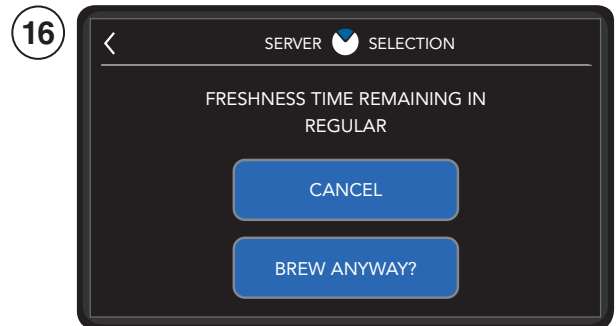 16
SERVER SELECTION
FRESHNESS TIME REMAINING IN
REGULAR
CANCEL
BREW ANYWAY?